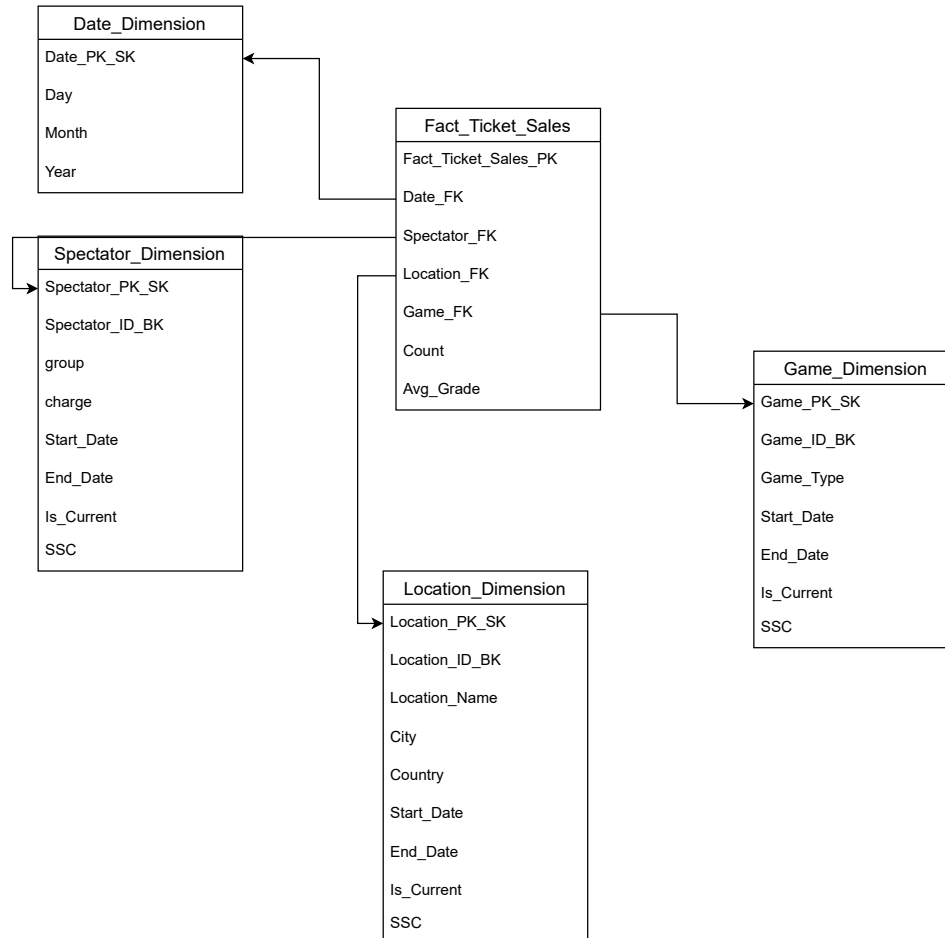 Date_Dimension
Date_PK_SK
Day
Month
Year
Fact_Ticket_Sales
Fact_Ticket_Sales_PK
Date_FK
Spectator_FK
Location_FK
Game_FK
Count
Avg_Grade
Spectator_Dimension
Spectator_PK_SK
Spectator_ID_BK
group
charge
Start_Date
End_Date
Is_Current
SSC
Game_Dimension
Game_PK_SK
Game_ID_BK
Game_Type
Start_Date
End_Date
Is_Current
SSC
Location_Dimension
Location_PK_SK
Location_ID_BK
Location_Name
City
Country
Start_Date
End_Date
Is_Current
SSC